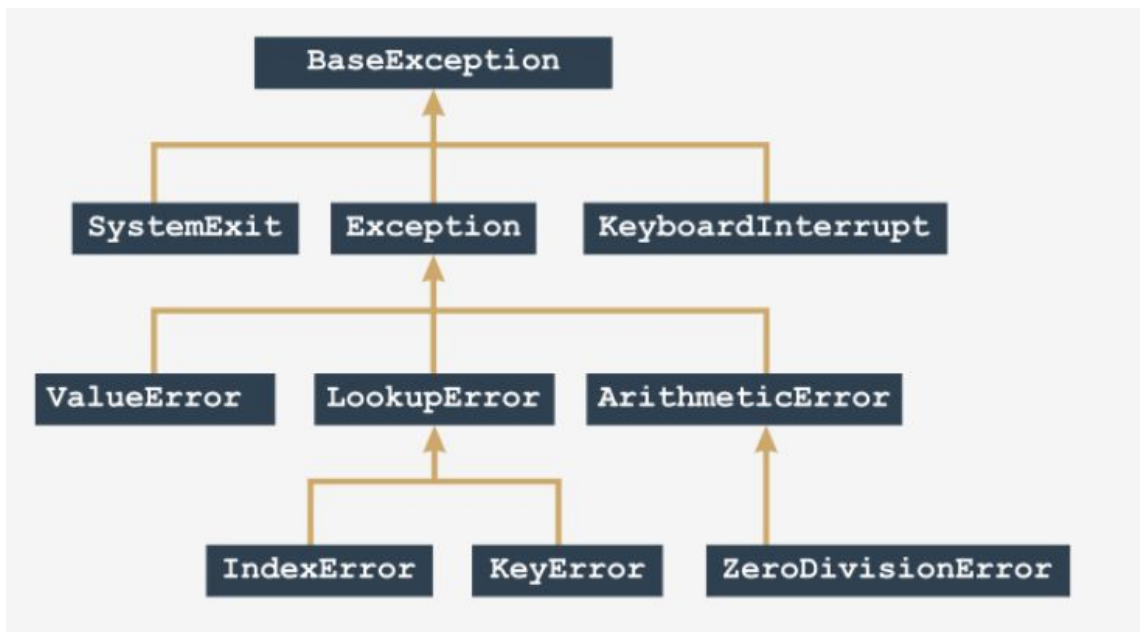 BaseException
SystemExit Exception KeyboardInterrupt
ValueError LookupError ArithmeticError
IndexError KeyError ZeroDivisionError